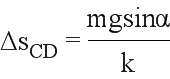 Δs_CD = mgsinα / k